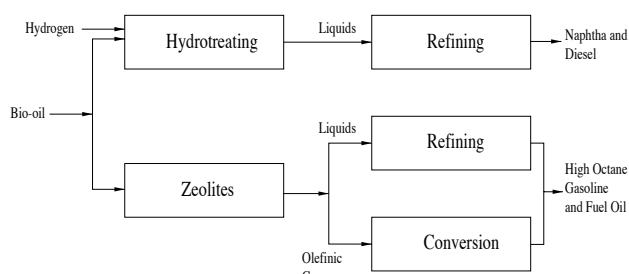 Hydrogen
Hydrotreating
Liquids
Refining
Naphtha and
Diesel
Bio-oil
Zeolites
Liquids
Refining
High Octane
Gasoline
and Fuel Oil
Olefinic
Conversion